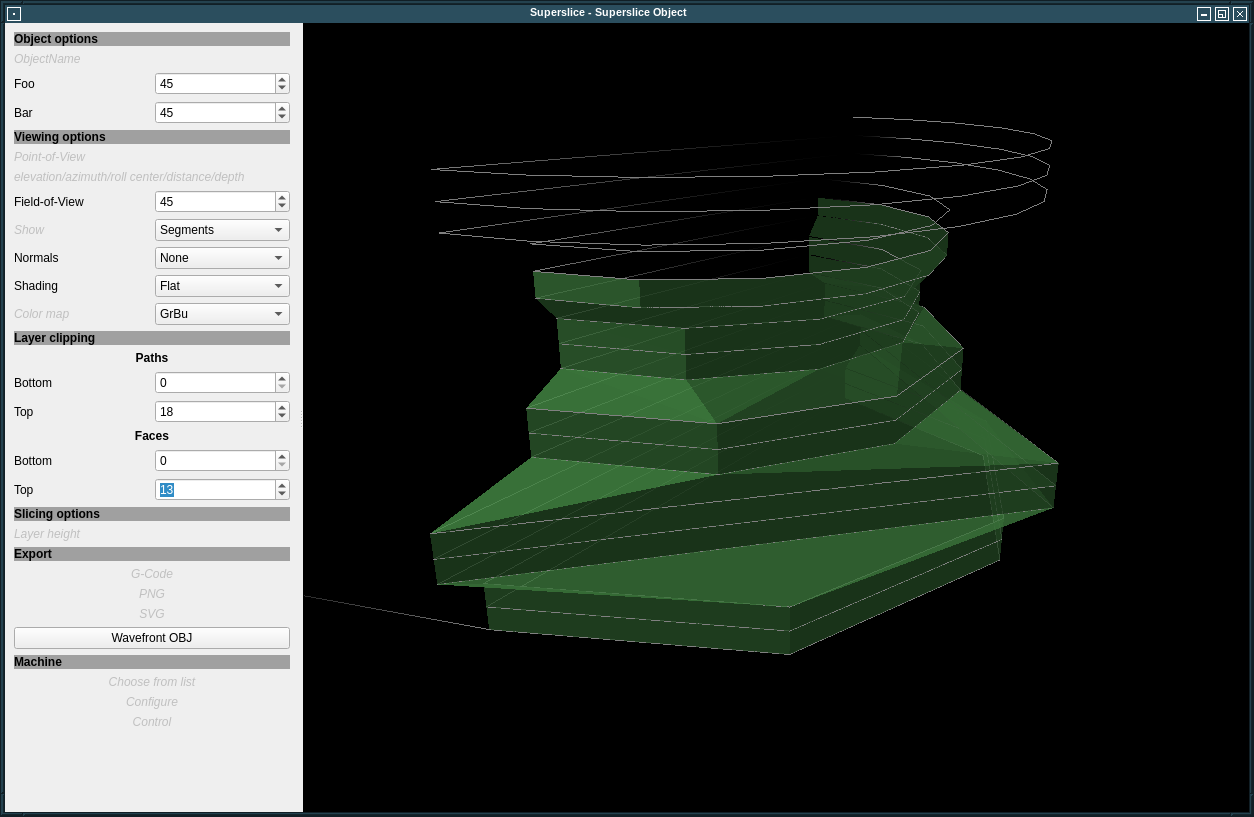 Superslice - Superslice Object
Object options
ObjectName
Foo 45
Bar 45
Viewing options
Point-of-View
elevation/azimuth/roll center/distance/depth
Field-of-View 45
Show Segments
Normals None
Shading Flat
Color map GrBu
Layer clipping
Paths
Bottom 0
Top 18
Faces
Bottom 0
Top 13
Slicing options
Layer height
Export
G-Code
PNG
SVG
Wavefront OBJ
Machine
Choose from list
Configure
Control